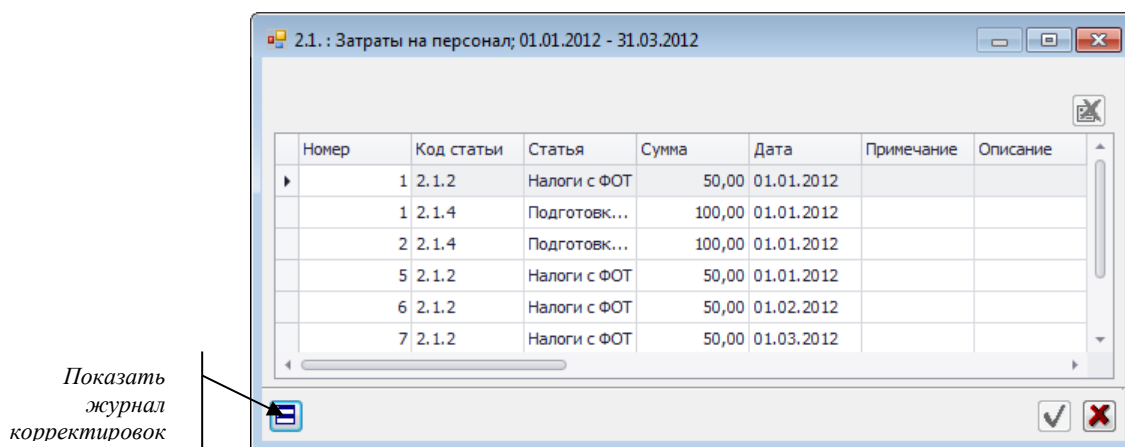 2.1. : Затраты на персонал; 01.01.2012 - 31.03.2012
Номер Код статьи Статья Сумма Дата Примечание Описание
1 2.1.2 Налоги с ФОТ 50,00 01.01.2012
1 2.1.4 Подготовк... 100,00 01.01.2012
2 2.1.4 Подготовк... 100,00 01.01.2012
5 2.1.2 Налоги с ФОТ 50,00 01.01.2012
6 2.1.2 Налоги с ФОТ 50,00 01.02.2012
7 2.1.2 Налоги с ФОТ 50,00 01.03.2012
Показать
журнал
корректировок